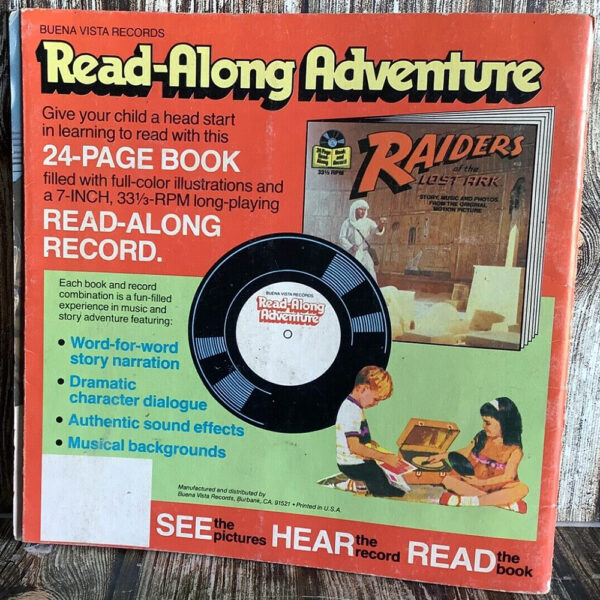 BUENA VISTA RECORDS
Read-Along Adventure
Give your child a head start
in learning to read with this
24-PAGE BOOK
filled with full-color illustrations and
a 7-INCH, 33⅓-RPM long-playing
READ-ALONG
RECORD.
33⅓ RPM
RAIDERS
of the
LOST ARK
STORY, MUSIC AND PHOTOS
FROM THE ORIGINAL
MOTION PICTURE
Each book and record
combination is a fun-filled
experience in music and
story adventure featuring:
• Word-for-word
story narration
• Dramatic
character dialogue
• Authentic sound effects
• Musical backgrounds
BUENA VISTA RECORDS
Read-Along
Adventure
Manufactured and distributed by
Buena Vista Records, Burbank, CA. 91521 • Printed in U.S.A.
SEE the pictures HEAR the record READ the book